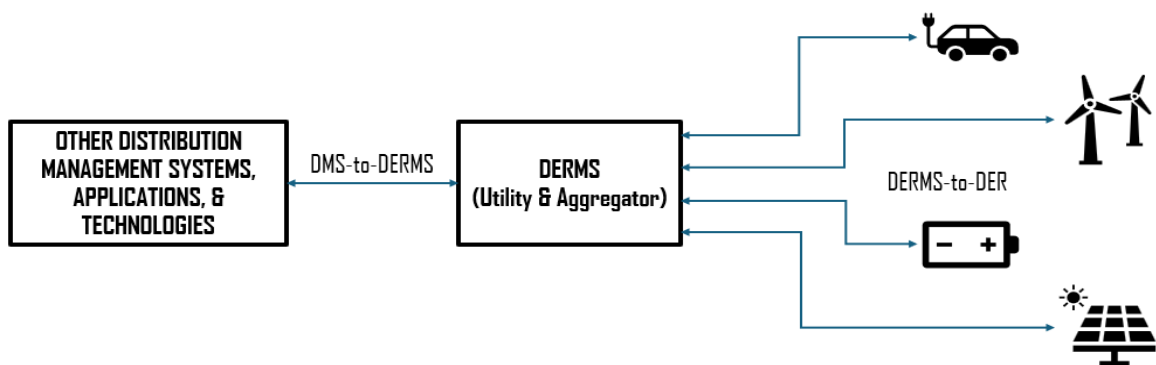 OTHER DISTRIBUTION
MANAGEMENT SYSTEMS,
APPLICATIONS, &
TECHNOLOGIES
DMS-to-DERMS
DERMS
(Utility & Aggregator)
DERMS-to-DER